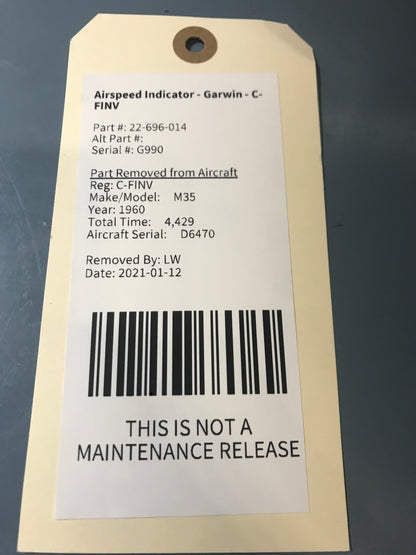 Airspeed Indicator - Garwin - C-
FINV
Part #: 22-696-014
Alt Part #:
Serial #: G990
Part Removed from Aircraft
Reg: C-FINV
Make/Model: M35
Year: 1960
Total Time: 4,429
Aircraft Serial: D6470
Removed By: LW
Date: 2021-01-12
THIS IS NOT A
MAINTENANCE RELEASE